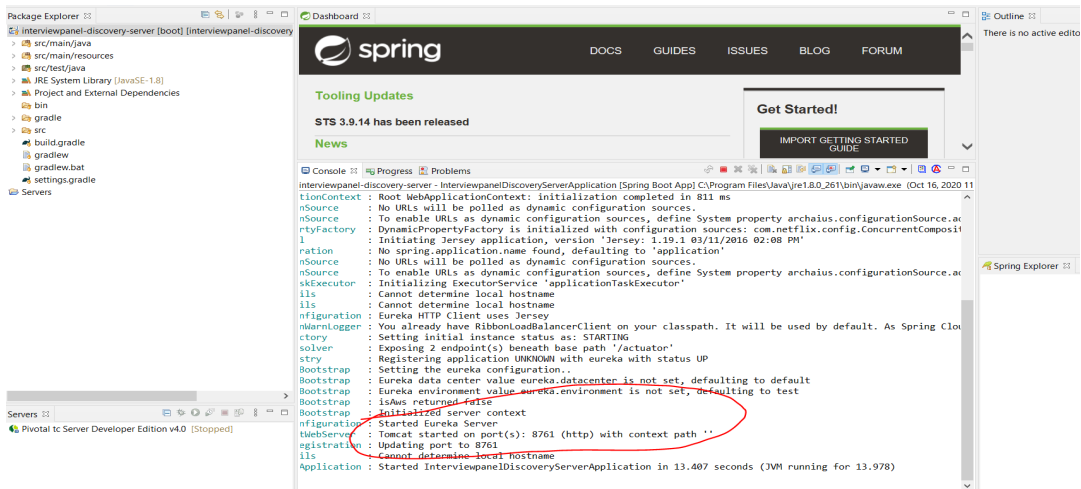 Package Explorer
interviewpanel-discovery-server [boot] [interviewpanel-discovery
src/main/java
src/main/resources
src/test/java
JRE System Library [JavaSE-1.8]
Project and External Dependencies
bin
gradle
src
build.gradle
gradlew
gradlew.bat
settings.gradle
Servers
Servers
Pivotal tc Server Developer Edition v4.0 [Stopped]
Dashboard
spring
DOCS GUIDES ISSUES BLOG FORUM
Tooling Updates
STS 3.9.14 has been released
News
Get Started!
IMPORT GETTING STARTED
GUIDE
Console Progress Problems
interviewpanel-discovery-server - InterviewpanelDiscoveryServerApplication [Spring Boot App] C:\Program Files\Java\jre1.8.0_261\bin\javaw.exe (Oct 16, 2020 11
tionContext : Root WebApplicationContext: initialization completed in 811 ms
nSource : No URLs will be polled as dynamic configuration sources.
nSource : To enable URLs as dynamic configuration sources, define System property archaius.configurationSource.ad
rtyFactory : DynamicPropertyFactory is initialized with configuration sources: com.netflix.config.ConcurrentComposit
l : Initiating Jersey application, version 'Jersey: 1.19.1 03/11/2016 02:08 PM'
ration : No spring.application.name found, defaulting to 'application'
nSource : No URLs will be polled as dynamic configuration sources.
nSource : To enable URLs as dynamic configuration sources, define System property archaius.configurationSource.ad
skExecutor : Initializing ExecutorService 'applicationTaskExecutor'
ils : Cannot determine local hostname
ils : Cannot determine local hostname
nfiguration : Eureka HTTP Client uses Jersey
nWarnLogger : You already have RibbonLoadBalancerClient on your classpath. It will be used by default. As Spring Clou
ctory : Setting initial instance status as: STARTING
solver : Exposing 2 endpoint(s) beneath base path '/actuator'
stry : Registering application UNKNOWN with eureka with status UP
Bootstrap : Setting the eureka configuration..
Bootstrap : Eureka data center value eureka.datacenter is not set, defaulting to default
Bootstrap : Eureka environment value eureka.environment is not set, defaulting to test
Bootstrap : isAws returned false
Bootstrap : Initialized server context
nfiguration : Started Eureka Server
tWebServer : Tomcat started on port(s): 8761 (http) with context path ''
egistration : Updating port to 8761
ils : Cannot determine local hostname
Application : Started InterviewpanelDiscoveryServerApplication in 13.407 seconds (JVM running for 13.978)
Outline
There is no active edito
Spring Explorer